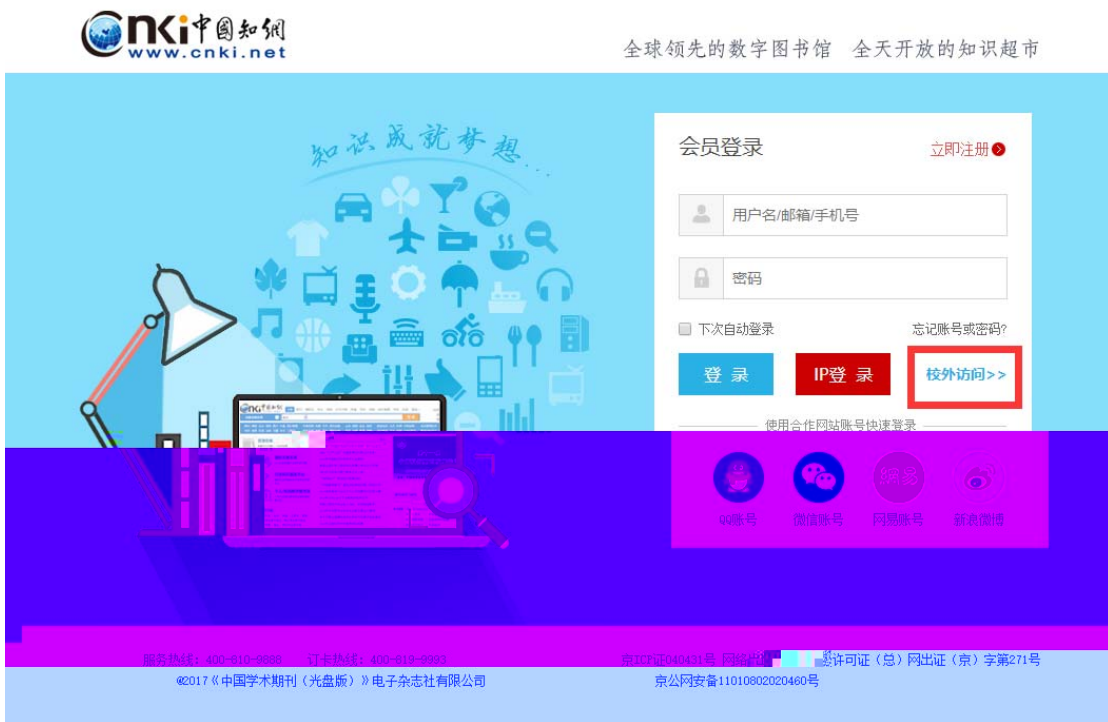 cnki中国知網
www.cnki.net
全球领先的数字图书馆 全天开放的知识超市
知识成就梦想...
会员登录
立即注册
用户名/邮箱/手机号
密码
下次自动登录
忘记账号或密码?
登 录
IP登 录
校外访问>>
使用合作网站账号快速登录
網易
QQ账号
微信账号
网易账号
新浪微博
服务热线: 400-810-9888 订卡热线: 400-819-9993
京ICP证040431号 网络出 许可证(总)网出证(京)字第271号
©2017《中国学术期刊(光盘版)》电子杂志社有限公司
京公网安备11010802020460号